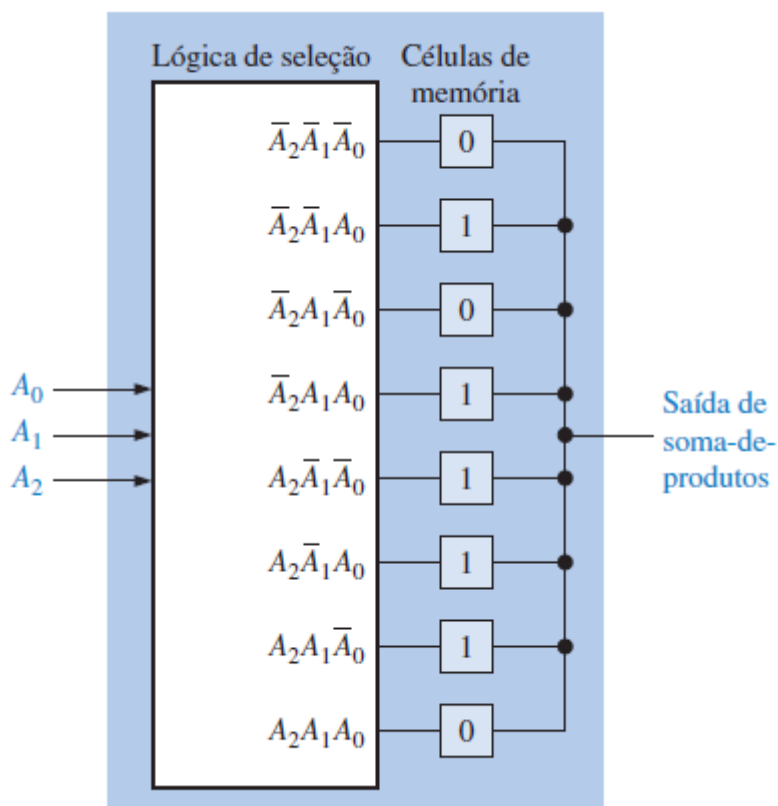 Lógica de seleção
Células de
memória
A̅₂A̅₁A̅₀ 0
A̅₂A̅₁A₀ 1
A̅₂A₁A̅₀ 0
A̅₂A₁A₀ 1
A₂A̅₁A̅₀ 1
A₂A̅₁A₀ 1
A₂A₁A̅₀ 1
A₂A₁A₀ 0
A₀
A₁
A₂
Saída de
soma-de-
produtos